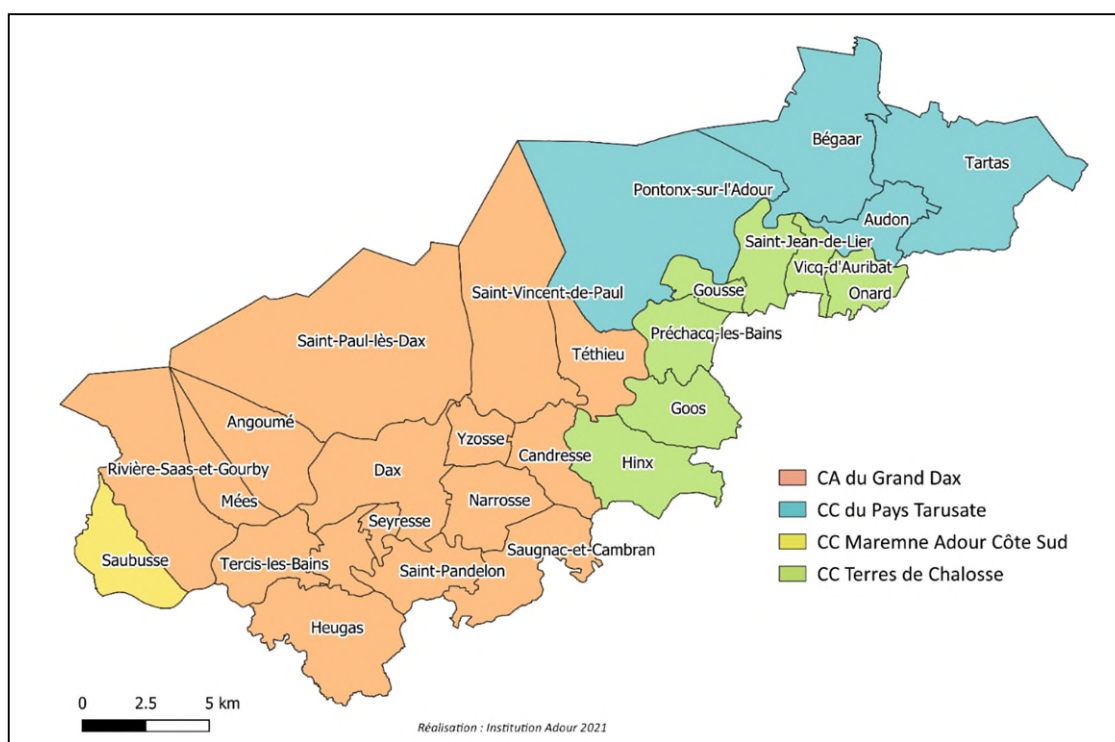 Bégaar
Tartas
Pontonx-sur-l'Adour
Audon
Saint-Jean-de-Lier
Vicq-d'Auribat
Onard
Gousse
Saint-Vincent-de-Paul
Préchacq-les-Bains
Saint-Paul-lès-Dax
Téthieu
Goos
Angoumé
Yzosse
Candresse
Hinx
Rivière-Saas-et-Gourby
Dax
Mées
Narrosse
Seyresse
Saugnac-et-Cambran
Saubusse
Tercis-les-Bains
Saint-Pandelon
Heugas
CA du Grand Dax
CC du Pays Tarusate
CC Maremne Adour Côte Sud
CC Terres de Chalosse
0 2.5 5 km
Réalisation : Institution Adour 2021